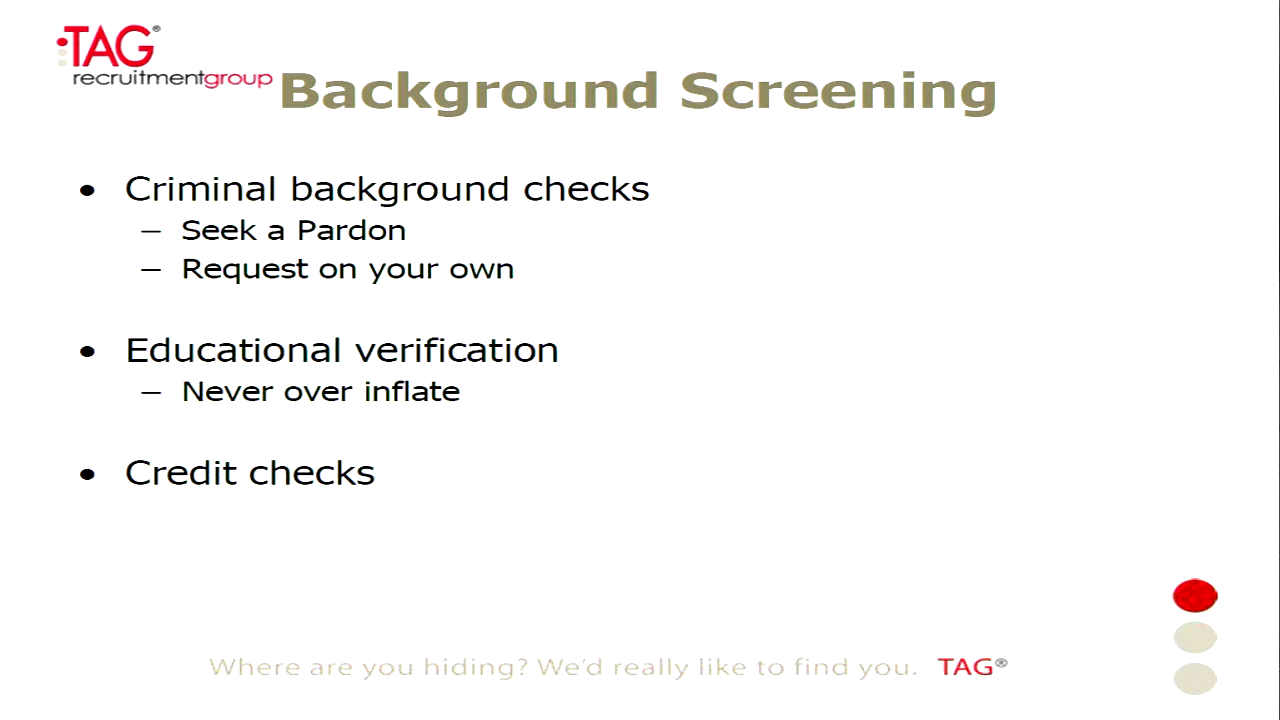 TAG®
recruitmentgroup
Background Screening
• Criminal background checks
– Seek a Pardon
– Request on your own
• Educational verification
– Never over inflate
• Credit checks
Where are you hiding? We'd really like to find you. TAG®